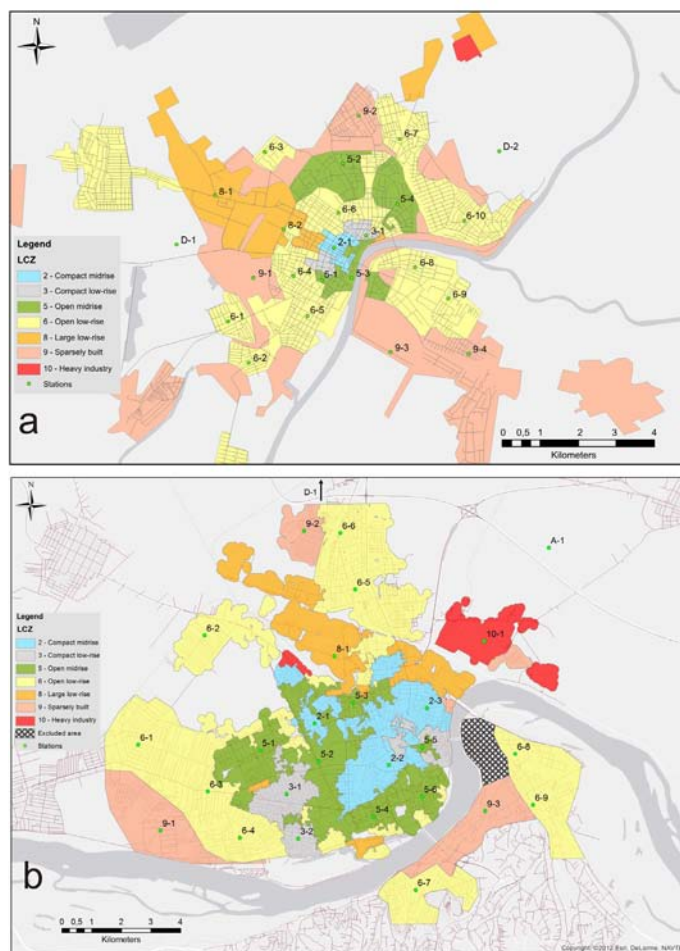 a
N
9-2
6-7
6-3
D-2
5-2
8-1
5-4
6-6
6-10
8-2
3-1
D-1
2-1
Legend
LCZ
2 - Compact midrise
3 - Compact low-rise
5 - Open midrise
6 - Open low-rise
8 - Large low-rise
9 - Sparsely built
10 - Heavy industry
Stations
5-1
5-3
6-8
9-1
6-4
6-9
6-5
6-1
9-3
9-4
6-2
0 0,5 1 2 3 4
Kilometers
b
N
D-1
9-2
6-6
A-1
6-5
6-2
8-1
10-1
Legend
LCZ
2 - Compact midrise
3 - Compact low-rise
5 - Open midrise
6 - Open low-rise
8 - Large low-rise
9 - Sparsely built
10 - Heavy industry
Excluded area
Stations
5-3
2-3
2-1
6-1
5-1
5-5
6-8
5-2
2-2
6-3
3-1
5-6
6-9
9-3
5-4
9-1
6-4
3-2
6-7
0 0,5 1 2 3 4
Kilometers
Copyright:©2012 Esri, DeLorme, NAVTE